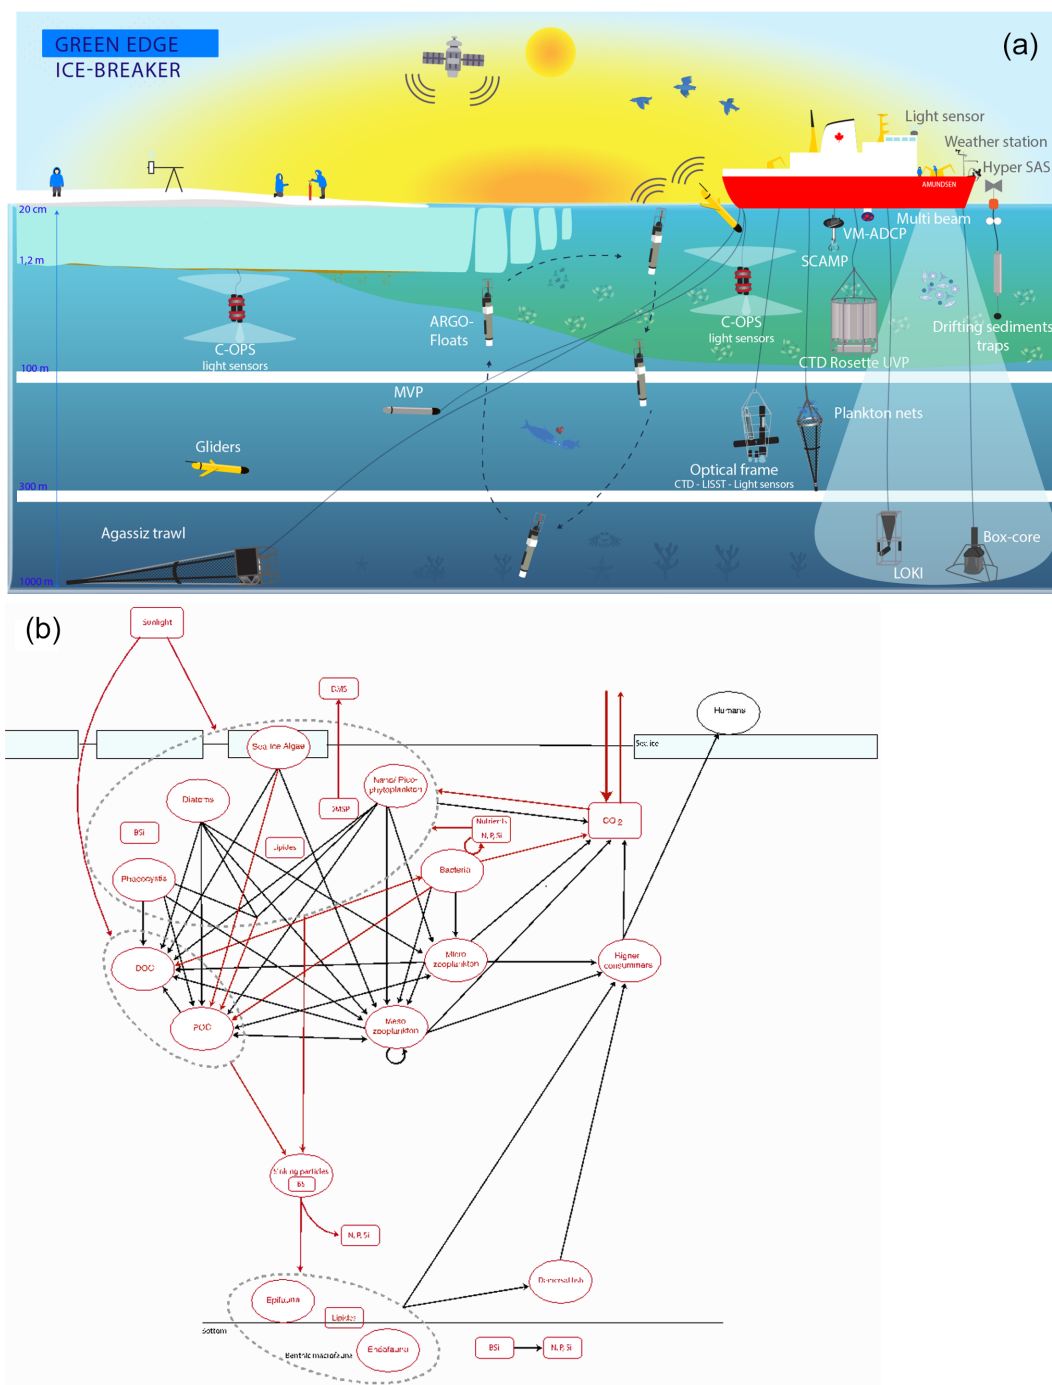 GREEN EDGE
ICE-BREAKER
(a)
Light sensor
Weather station
Hyper SAS
AMUNDSEN
20 cm
Multi beam
VM-ADCP
SCAMP
1,2 m
ARGO-
Floats
C-OPS
light sensors
C-OPS
light sensors
Drifting sediments
traps
CTD Rosette UVP
100 m
MVP
Plankton nets
Gliders
Optical frame
CTD - LISST - Light sensors
300 m
Agassiz trawl
Box-core
LOKI
1000 m
(b)
Sunlight
DMS
Humans
Sea ice
Sea Ice Algae
Nano/ Pico-
phytoplankton
Diatoms
DMSP
CO 2
Nutrients
N, P, Si
BSi
Lipides
Bacteria
Phaeocystis
DOC
Micro
zooplankton
Higher
consummars
POC
Meso
zooplankton
Sinking particles
BSi
N, P, Si
Demersal fish
Epifauna
Lipides
Bottom
Benthic macrofauna
Endofauna
BSi
N, P, Si